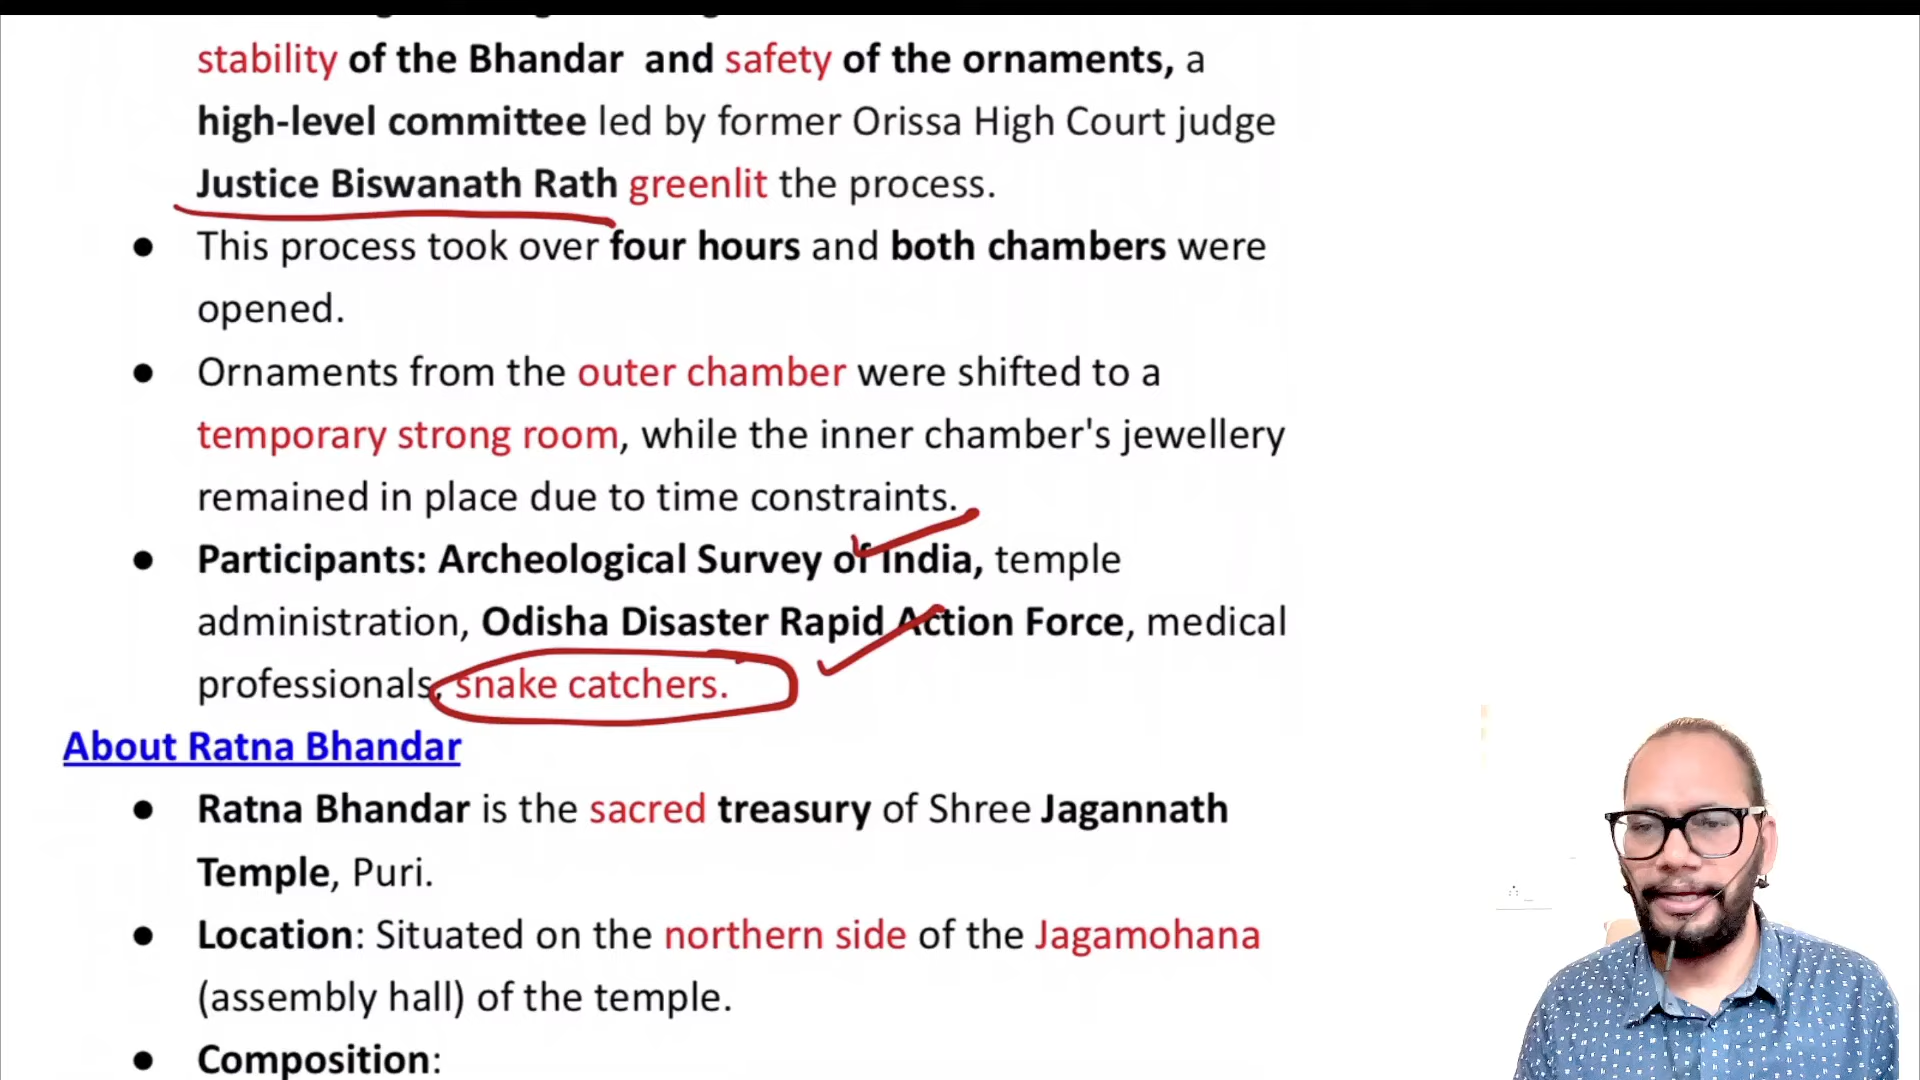 stability of the Bhandar and safety of the ornaments, a
high-level committee led by former Orissa High Court judge
Justice Biswanath Rath greenlit the process.
● This process took over four hours and both chambers were
opened.
● Ornaments from the outer chamber were shifted to a
temporary strong room, while the inner chamber's jewellery
remained in place due to time constraints.
● Participants: Archeological Survey of India, temple
administration, Odisha Disaster Rapid Action Force, medical
professionals, snake catchers.
About Ratna Bhandar
● Ratna Bhandar is the sacred treasury of Shree Jagannath
Temple, Puri.
● Location: Situated on the northern side of the Jagamohana
(assembly hall) of the temple.
● Composition: